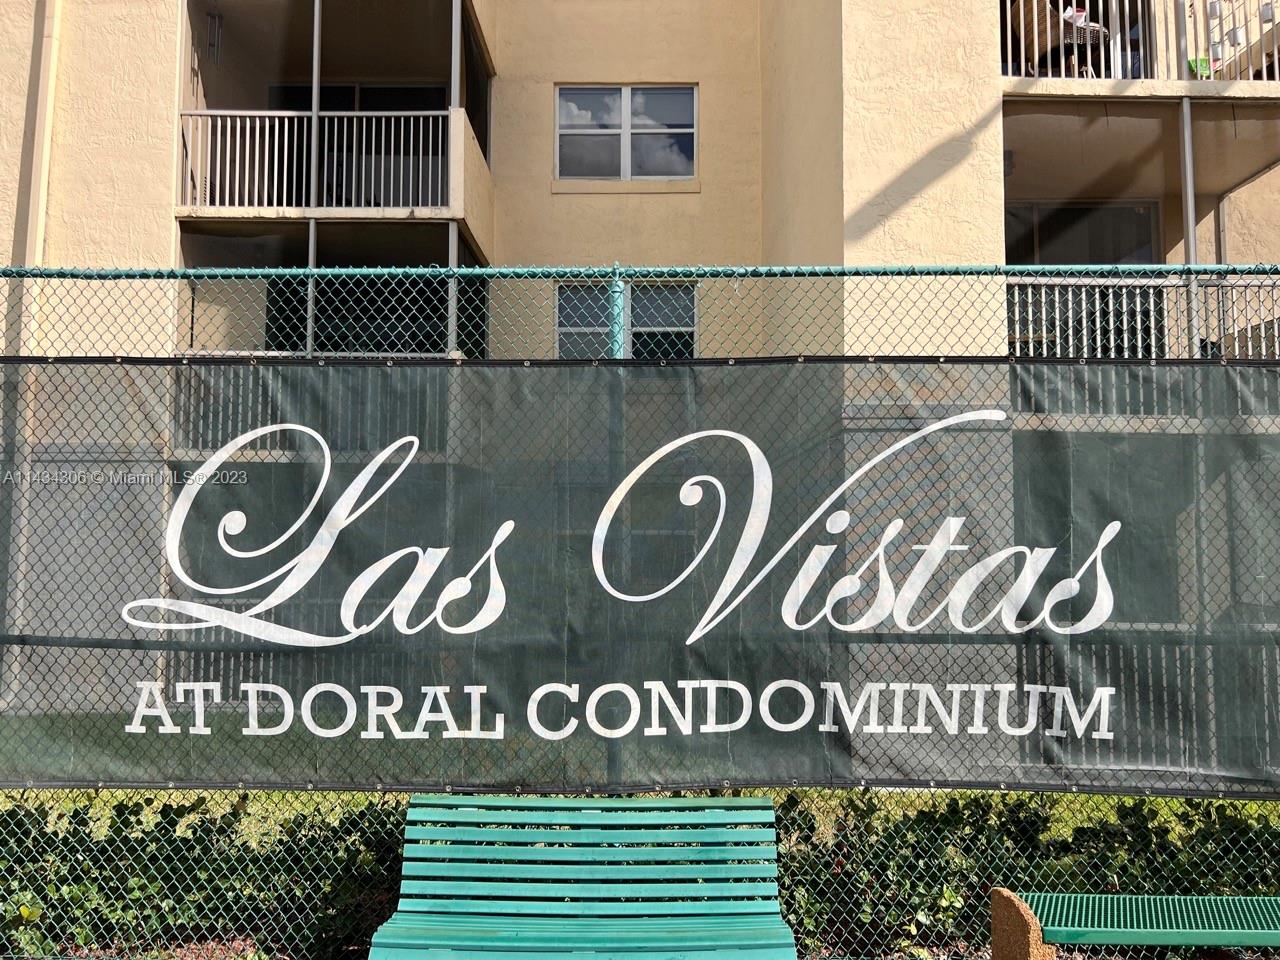 A11434306 © Miami MLS® 2023
Las Vistas
AT DORAL CONDOMINIUM